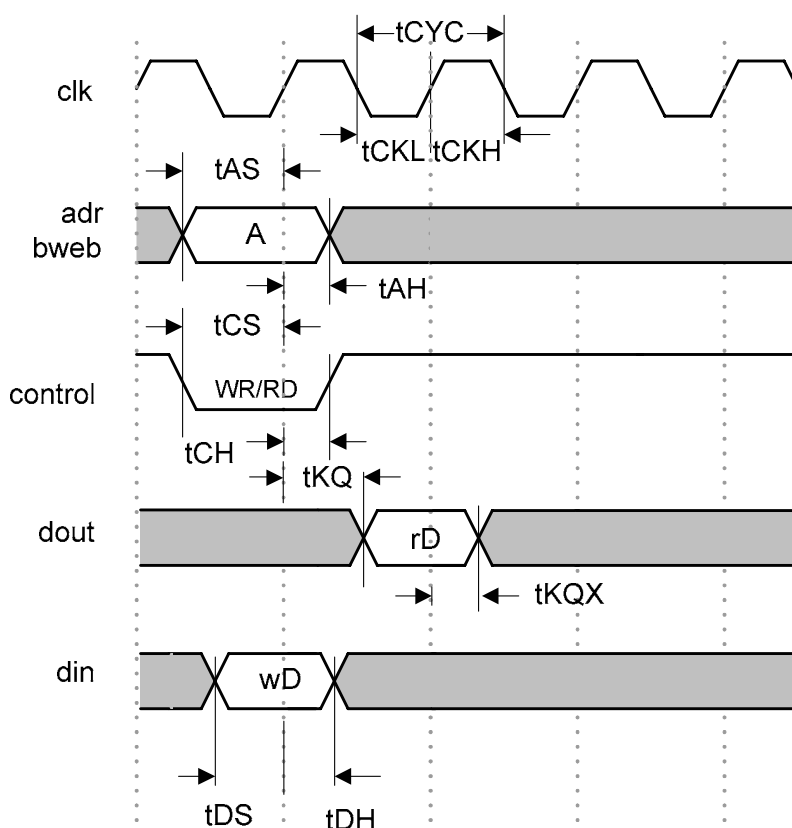 tCYC
clk
tCKL tCKH
tAS
adr
bweb
A
tAH
tCS
control
WR/RD
tCH
tKQ
dout
rD
tKQX
din
wD
tDS
tDH